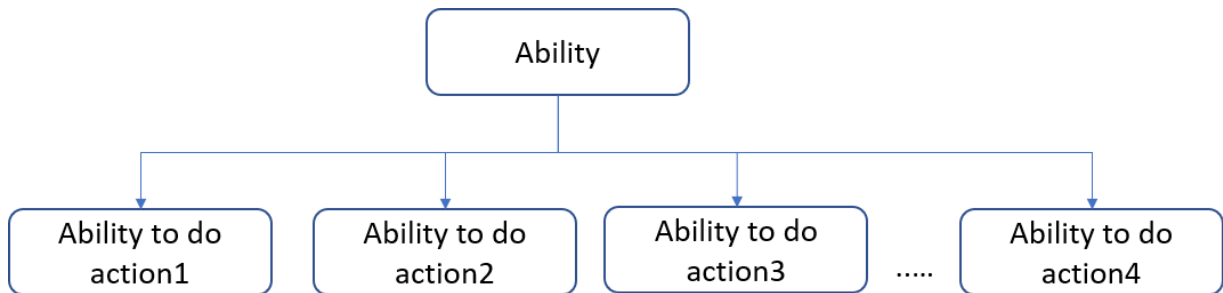 Ability
Ability to do
action1
Ability to do
action2
Ability to do
action3
.....
Ability to do
action4